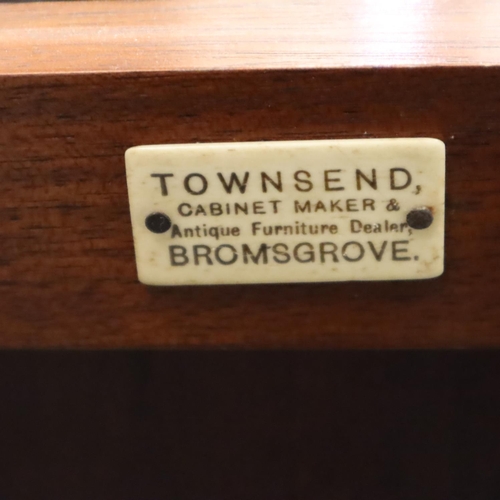 TOWNSEND,
CABINET MAKER &
Antique Furniture Dealer,
BROMSGROVE.